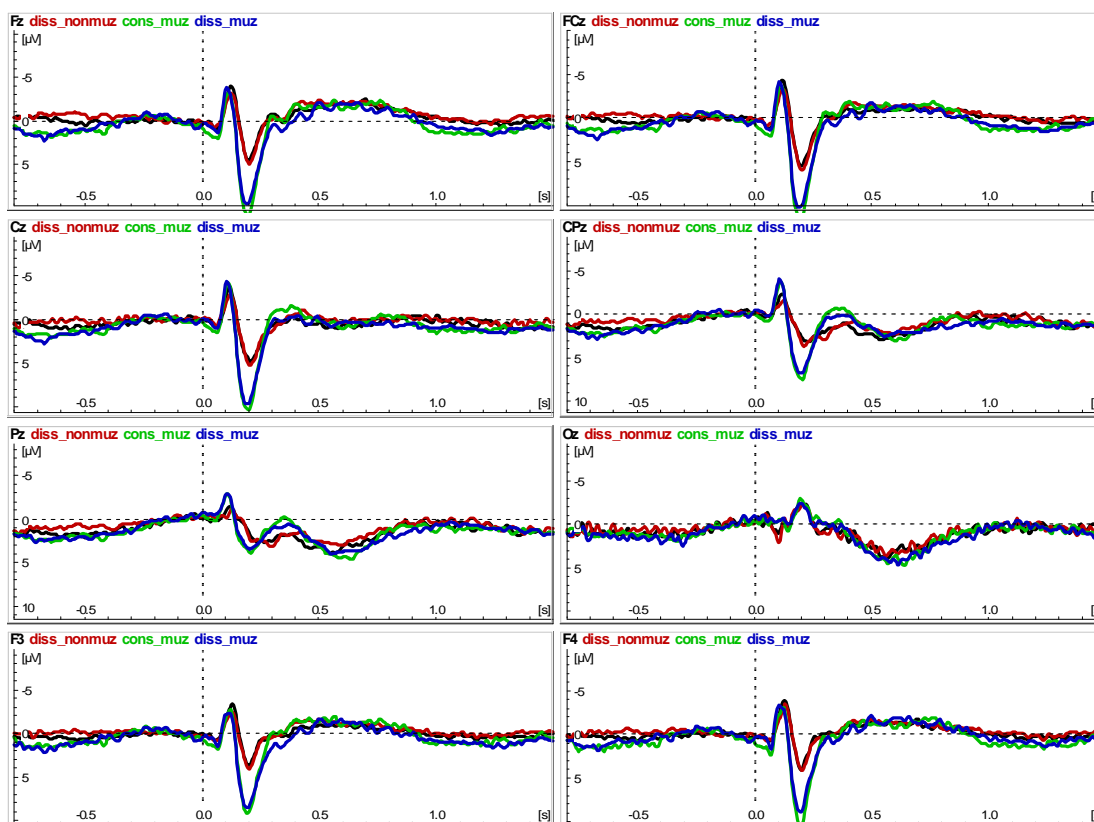 Fz diss_nonmuz cons_muz diss_muz
[µV]
-5
0
5
-0.5 0.0 0.5 1.0 [s]
FCz diss_nonmuz cons_muz diss_muz
[µV]
-5
0
5
-0.5 0.0 0.5 1.0 [
Cz diss_nonmuz cons_muz diss_muz
[µV]
-5
0
-0.5 0.0 0.5 1.0 [s]
CPz diss_nonmuz cons_muz diss_muz
[µV]
-5
0
5
10 -0.5 0.0 0.5 1.0 [
Pz diss_nonmuz cons_muz diss_muz
[µV]
-5
0
5
10 -0.5 0.0 0.5 1.0 [s]
Oz diss_nonmuz cons_muz diss_muz
[µV]
-5
0
5
-0.5 0.0 0.5 1.0 [
F3 diss_nonmuz cons_muz diss_muz
[µV]
-5
0
5
-0.5 0.0 0.5 1.0 [s]
F4 diss_nonmuz cons_muz diss_muz
[µV]
-5
0
5
-0.5 0.0 0.5 1.0 [